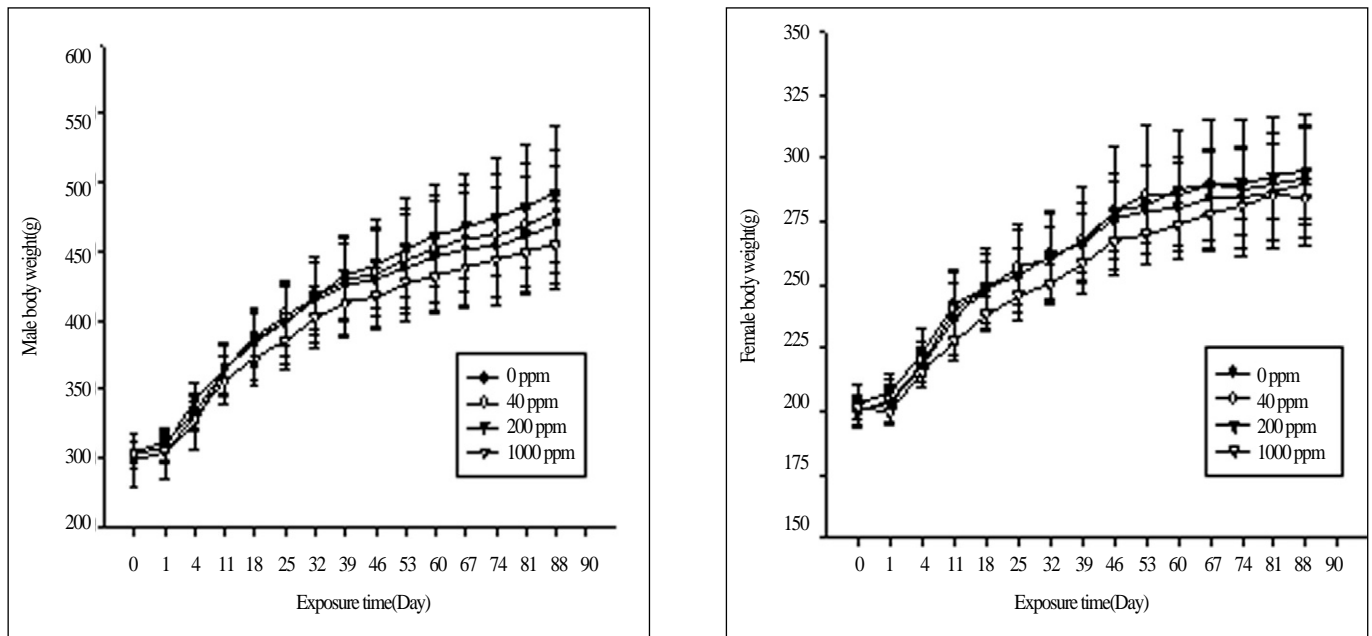 600
550
500
450
400
350
300
200
Male body weight(g)
0 ppm
40 ppm
200 ppm
1000 ppm
0 1 4 11 18 25 32 39 46 53 60 67 74 81 88 90
Exposure time(Day)
350
325
300
275
250
225
200
175
150
Female body weight(g)
0 ppm
40 ppm
200 ppm
1000 ppm
0 1 4 11 18 25 32 39 46 53 60 67 74 81 88 90
Exposure time(Day)